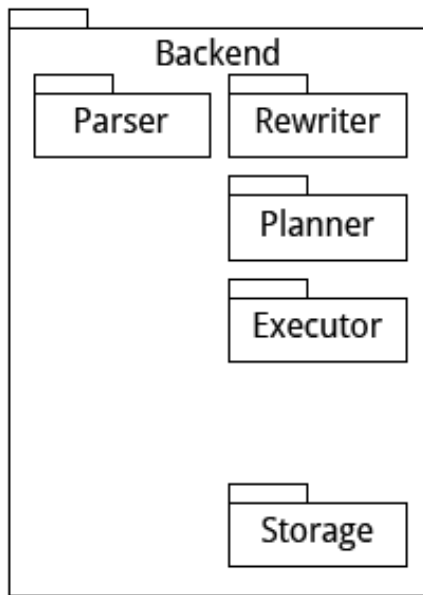 Backend
Parser
Rewriter
Planner
Executor
Storage